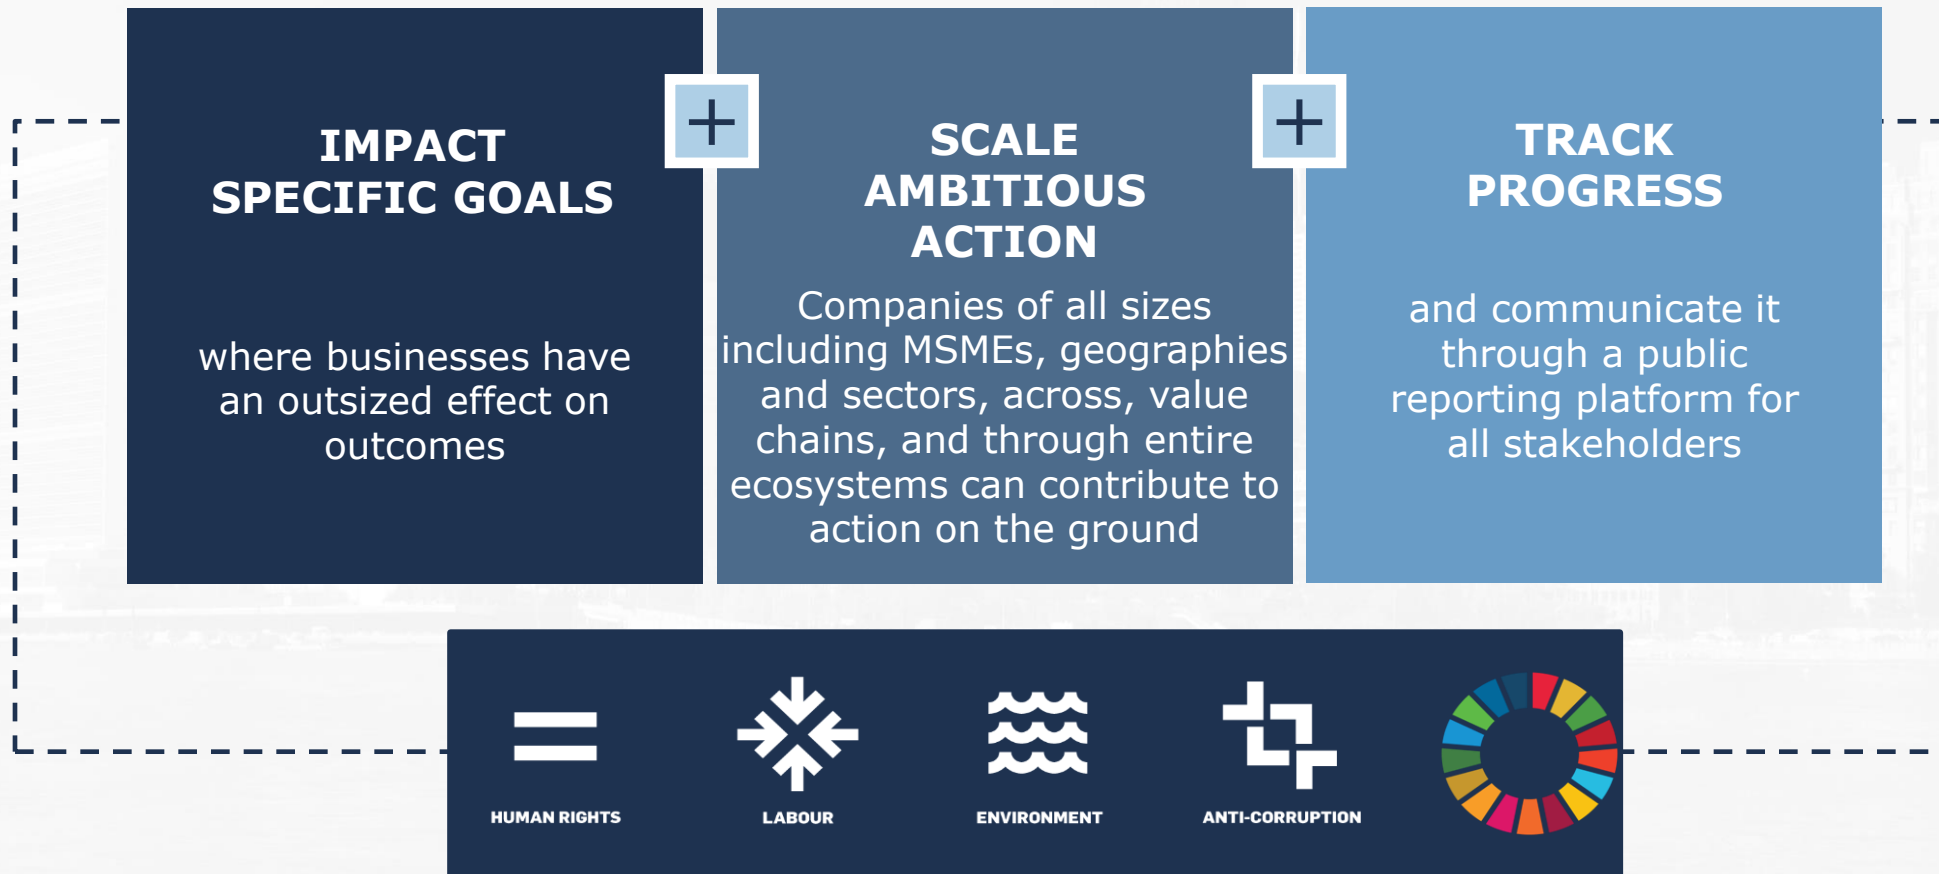 IMPACT
SPECIFIC GOALS
where businesses have
an outsized effect on
outcomes
+
SCALE
AMBITIOUS
ACTION
Companies of all sizes
including MSMEs, geographies
and sectors, across, value
chains, and through entire
ecosystems can contribute to
action on the ground
+
TRACK
PROGRESS
and communicate it
through a public
reporting platform for
all stakeholders
HUMAN RIGHTS
LABOUR
ENVIRONMENT
ANTI-CORRUPTION